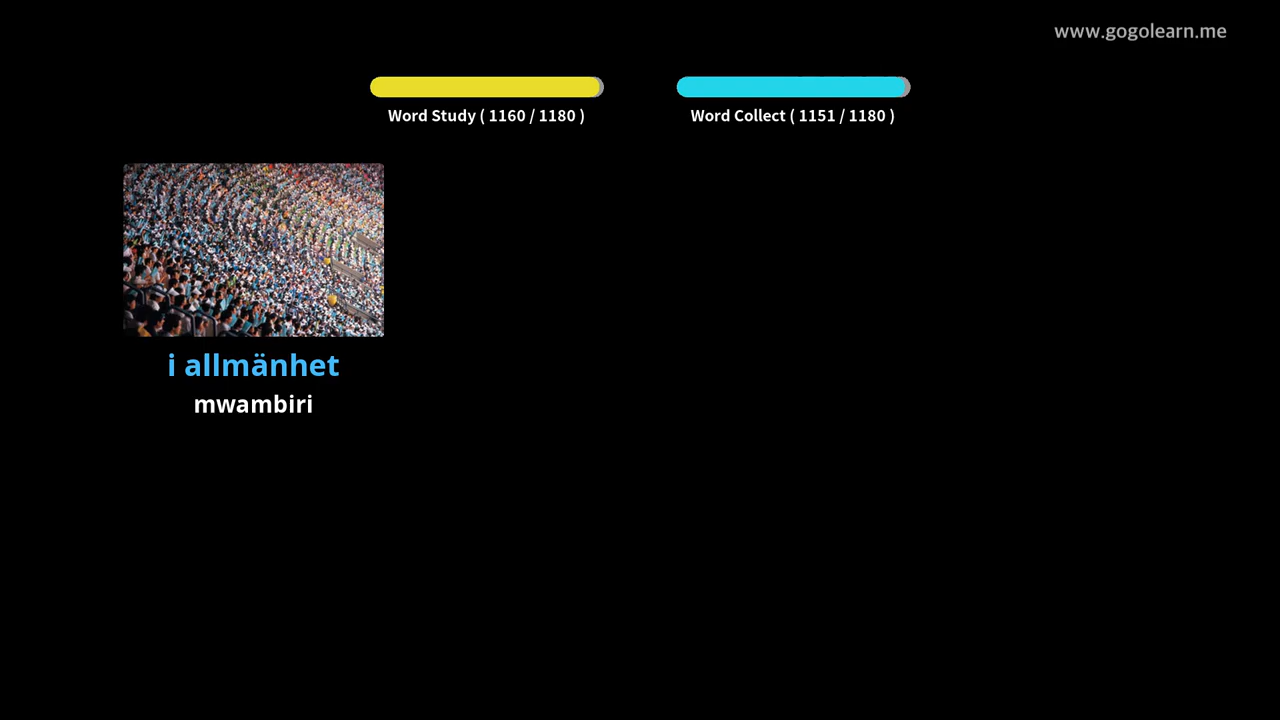 www.gogolearn.me
Word Study ( 1160 / 1180 )
Word Collect ( 1151 / 1180 )
i allmänhet
mwambiri